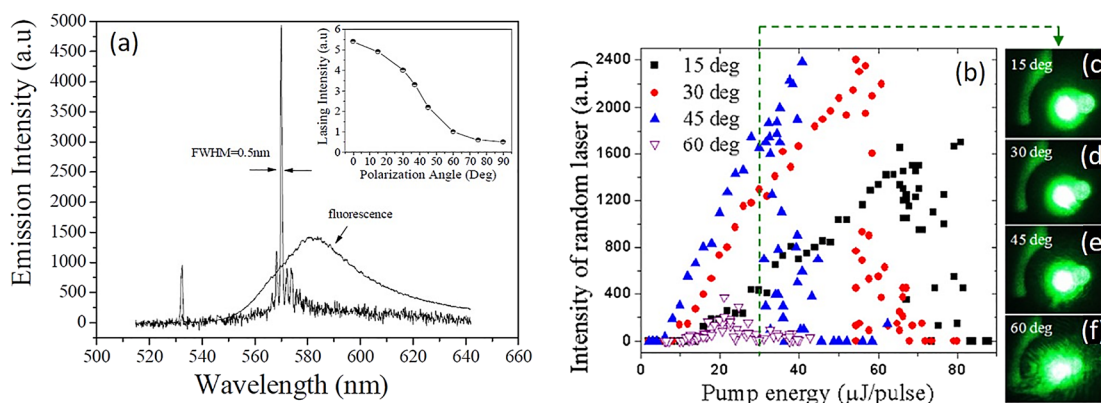 (a)
Emission Intensity (a.u)
5000
4500
4000
3500
3000
2500
2000
1500
1000
500
0
500 520 540 560 580 600 620 640 660
Wavelength (nm)
FWHM=0.5nm
fluorescence
Lasing Intensity (a.u)
6
5
4
3
2
1
0
0 10 20 30 40 50 60 70 80 90
Polarization Angle (Deg)
(b)
Intensity of random laser (a.u.)
2400
2000
1600
1200
800
400
0
0 20 40 60 80
Pump energy (μJ/pulse)
15 deg
30 deg
45 deg
60 deg
15 deg
(c)
30 deg
(d)
45 deg
(e)
60 deg
(f)